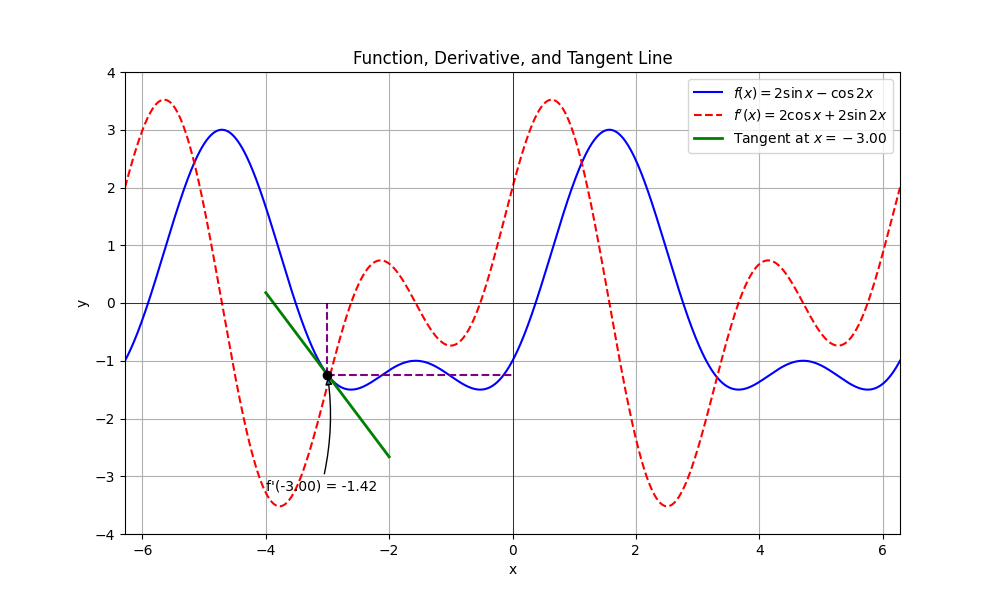 Function, Derivative, and Tangent Line
f(x) = 2sin x − cos 2x
f′(x) = 2cos x + 2sin 2x
Tangent at x = −3.00
4
3
2
1
0
−1
−2
−3
−4
y
f'(-3.00) = -1.42
−6
−4
−2
0
2
4
6
x